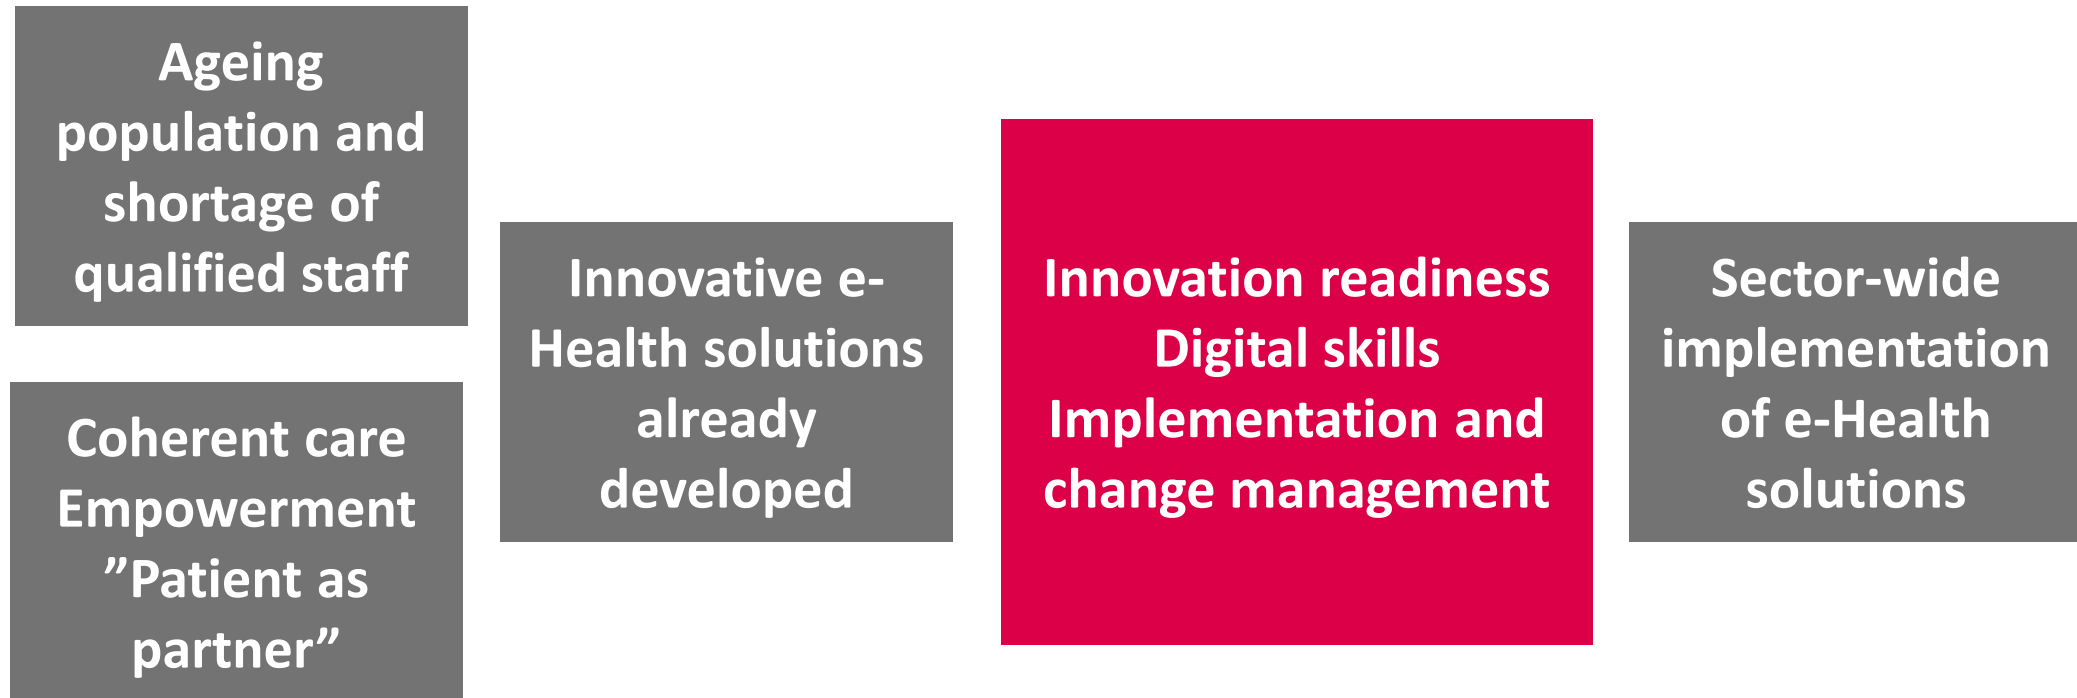 Ageing
population and
shortage of
qualified staff
Coherent care
Empowerment
”Patient as
partner”
Innovative e-
Health solutions
already
developed
Innovation readiness
Digital skills
Implementation and
change management
Sector-wide
implementation
of e-Health
solutions